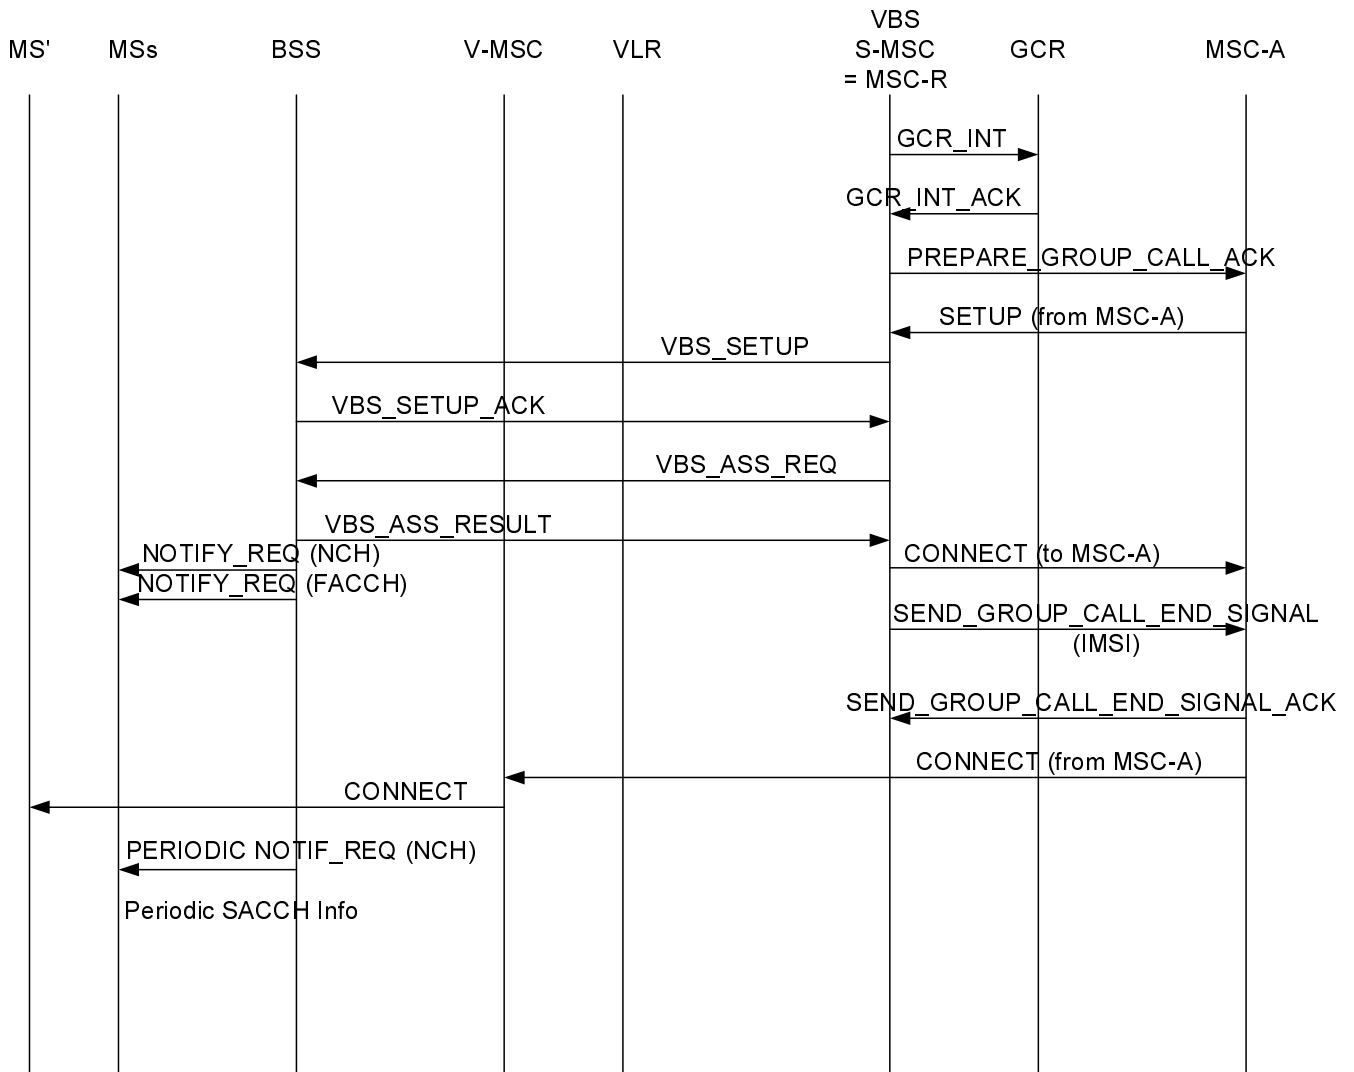 VBS
MS'
MSs
BSS
V-MSC
VLR
S-MSC
GCR
MSC-A
= MSC-R
GCR_INT
GCR_INT_ACK
PREPARE_GROUP_CALL_ACK
SETUP (from MSC-A)
VBS_SETUP
VBS_SETUP_ACK
VBS_ASS_REQ
VBS_ASS_RESULT
NOTIFY_REQ (NCH)
CONNECT (to MSC-A)
NOTIFY_REQ (FACCH)
SEND_GROUP_CALL_END_SIGNAL
(IMSI)
SEND_GROUP_CALL_END_SIGNAL_ACK
CONNECT (from MSC-A)
CONNECT
PERIODIC NOTIF_REQ (NCH)
Periodic SACCH Info